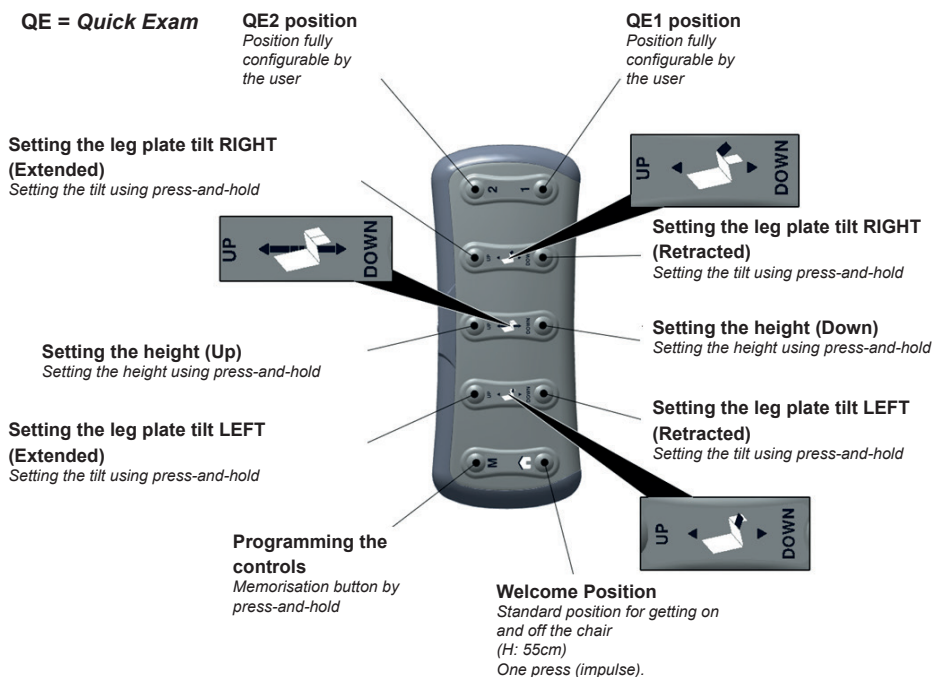 QE = Quick Exam
QE2 position
Position fully
configurable by
the user
QE1 position
Position fully
configurable by
the user
Setting the leg plate tilt RIGHT
(Extended)
Setting the tilt using press-and-hold
UP
DOWN
2
1
UP
DOWN
Setting the leg plate tilt RIGHT
(Retracted)
Setting the tilt using press-and-hold
UP
DOWN
Setting the height (Up)
Setting the height using press-and-hold
UP
DOWN
Setting the height (Down)
Setting the height using press-and-hold
Setting the leg plate tilt LEFT
(Extended)
Setting the tilt using press-and-hold
UP
DOWN
Setting the leg plate tilt LEFT
(Retracted)
Setting the tilt using press-and-hold
M
UP
DOWN
Programming the
controls
Memorisation button by
press-and-hold
Welcome Position
Standard position for getting on
and off the chair
(H: 55cm)
One press (impulse).